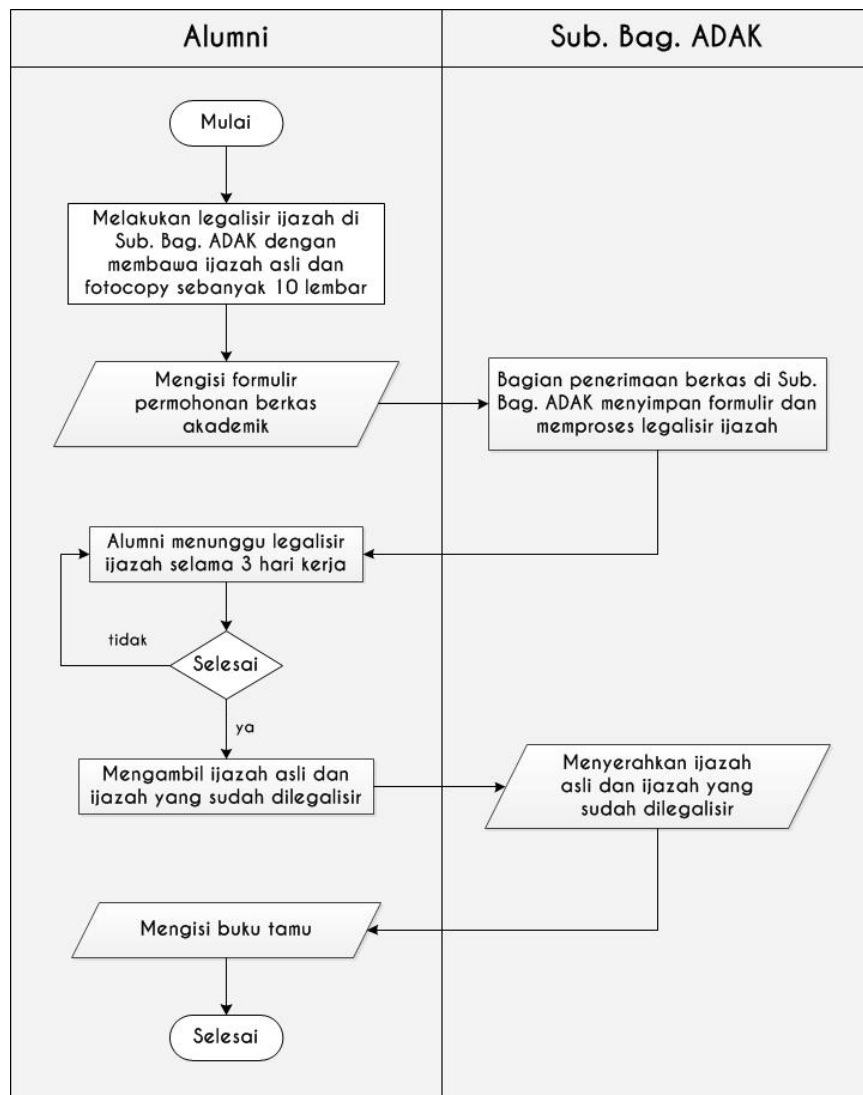 Alumni
Sub. Bag. ADAK
Mulai
Melakukan legalisir ijazah di
Sub. Bag. ADAK dengan
membawa ijazah asli dan
fotocopy sebanyak 10 lembar
Mengisi formulir
permohonan berkas
akademik
Bagian penerimaan berkas di Sub.
Bag. ADAK menyimpan formulir dan
memproses legalisir ijazah
Alumni menunggu legalisir
ijazah selama 3 hari kerja
tidak
Selesai
ya
Mengambil ijazah asli dan
ijazah yang sudah dilegalisir
Menyerahkan ijazah
asli dan ijazah yang
sudah dilegalisir
Mengisi buku tamu
Selesai